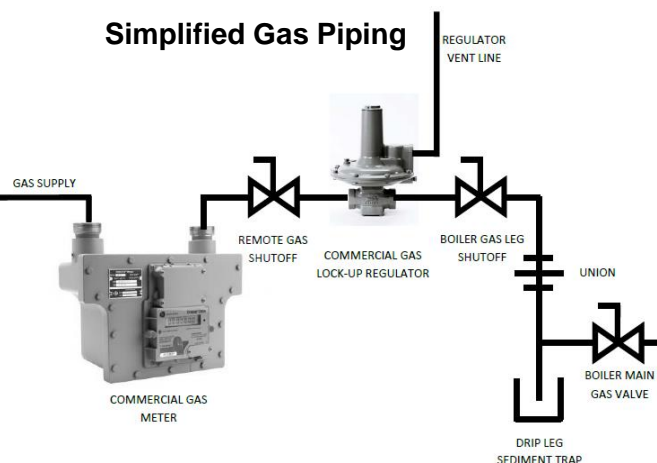 Simplified Gas Piping
REGULATOR
VENT LINE
GAS SUPPLY
REMOTE GAS
SHUTOFF
COMMERCIAL GAS
LOCK-UP REGULATOR
BOILER GAS LEG
SHUTOFF
UNION
BOILER MAIN
GAS VALVE
COMMERCIAL GAS
METER
DRIP LEG
SEDIMENT TRAP